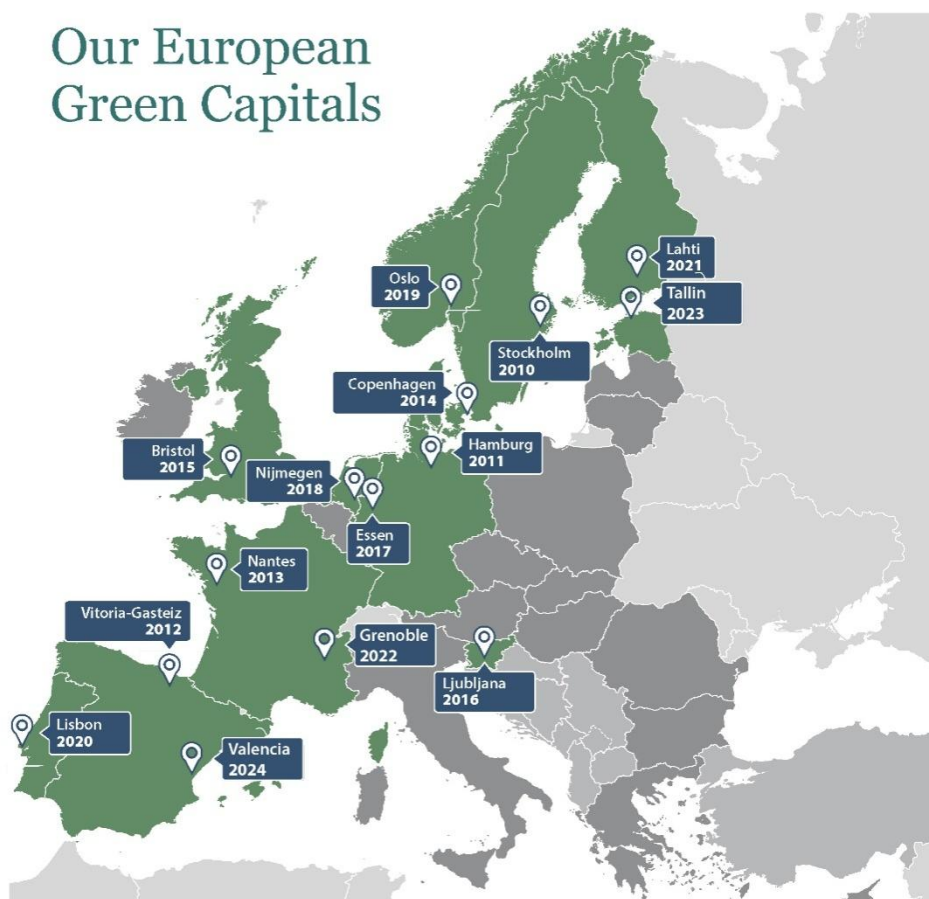 Our European
Green Capitals
Lahti
2021
Oslo
2019
Tallin
2023
Stockholm
2010
Copenhagen
2014
Hamburg
2011
Bristol
2015
Nijmegen
2018
Essen
2017
Nantes
2013
Vitoria-Gasteiz
2012
Grenoble
2022
Ljubljana
2016
Lisbon
2020
Valencia
2024